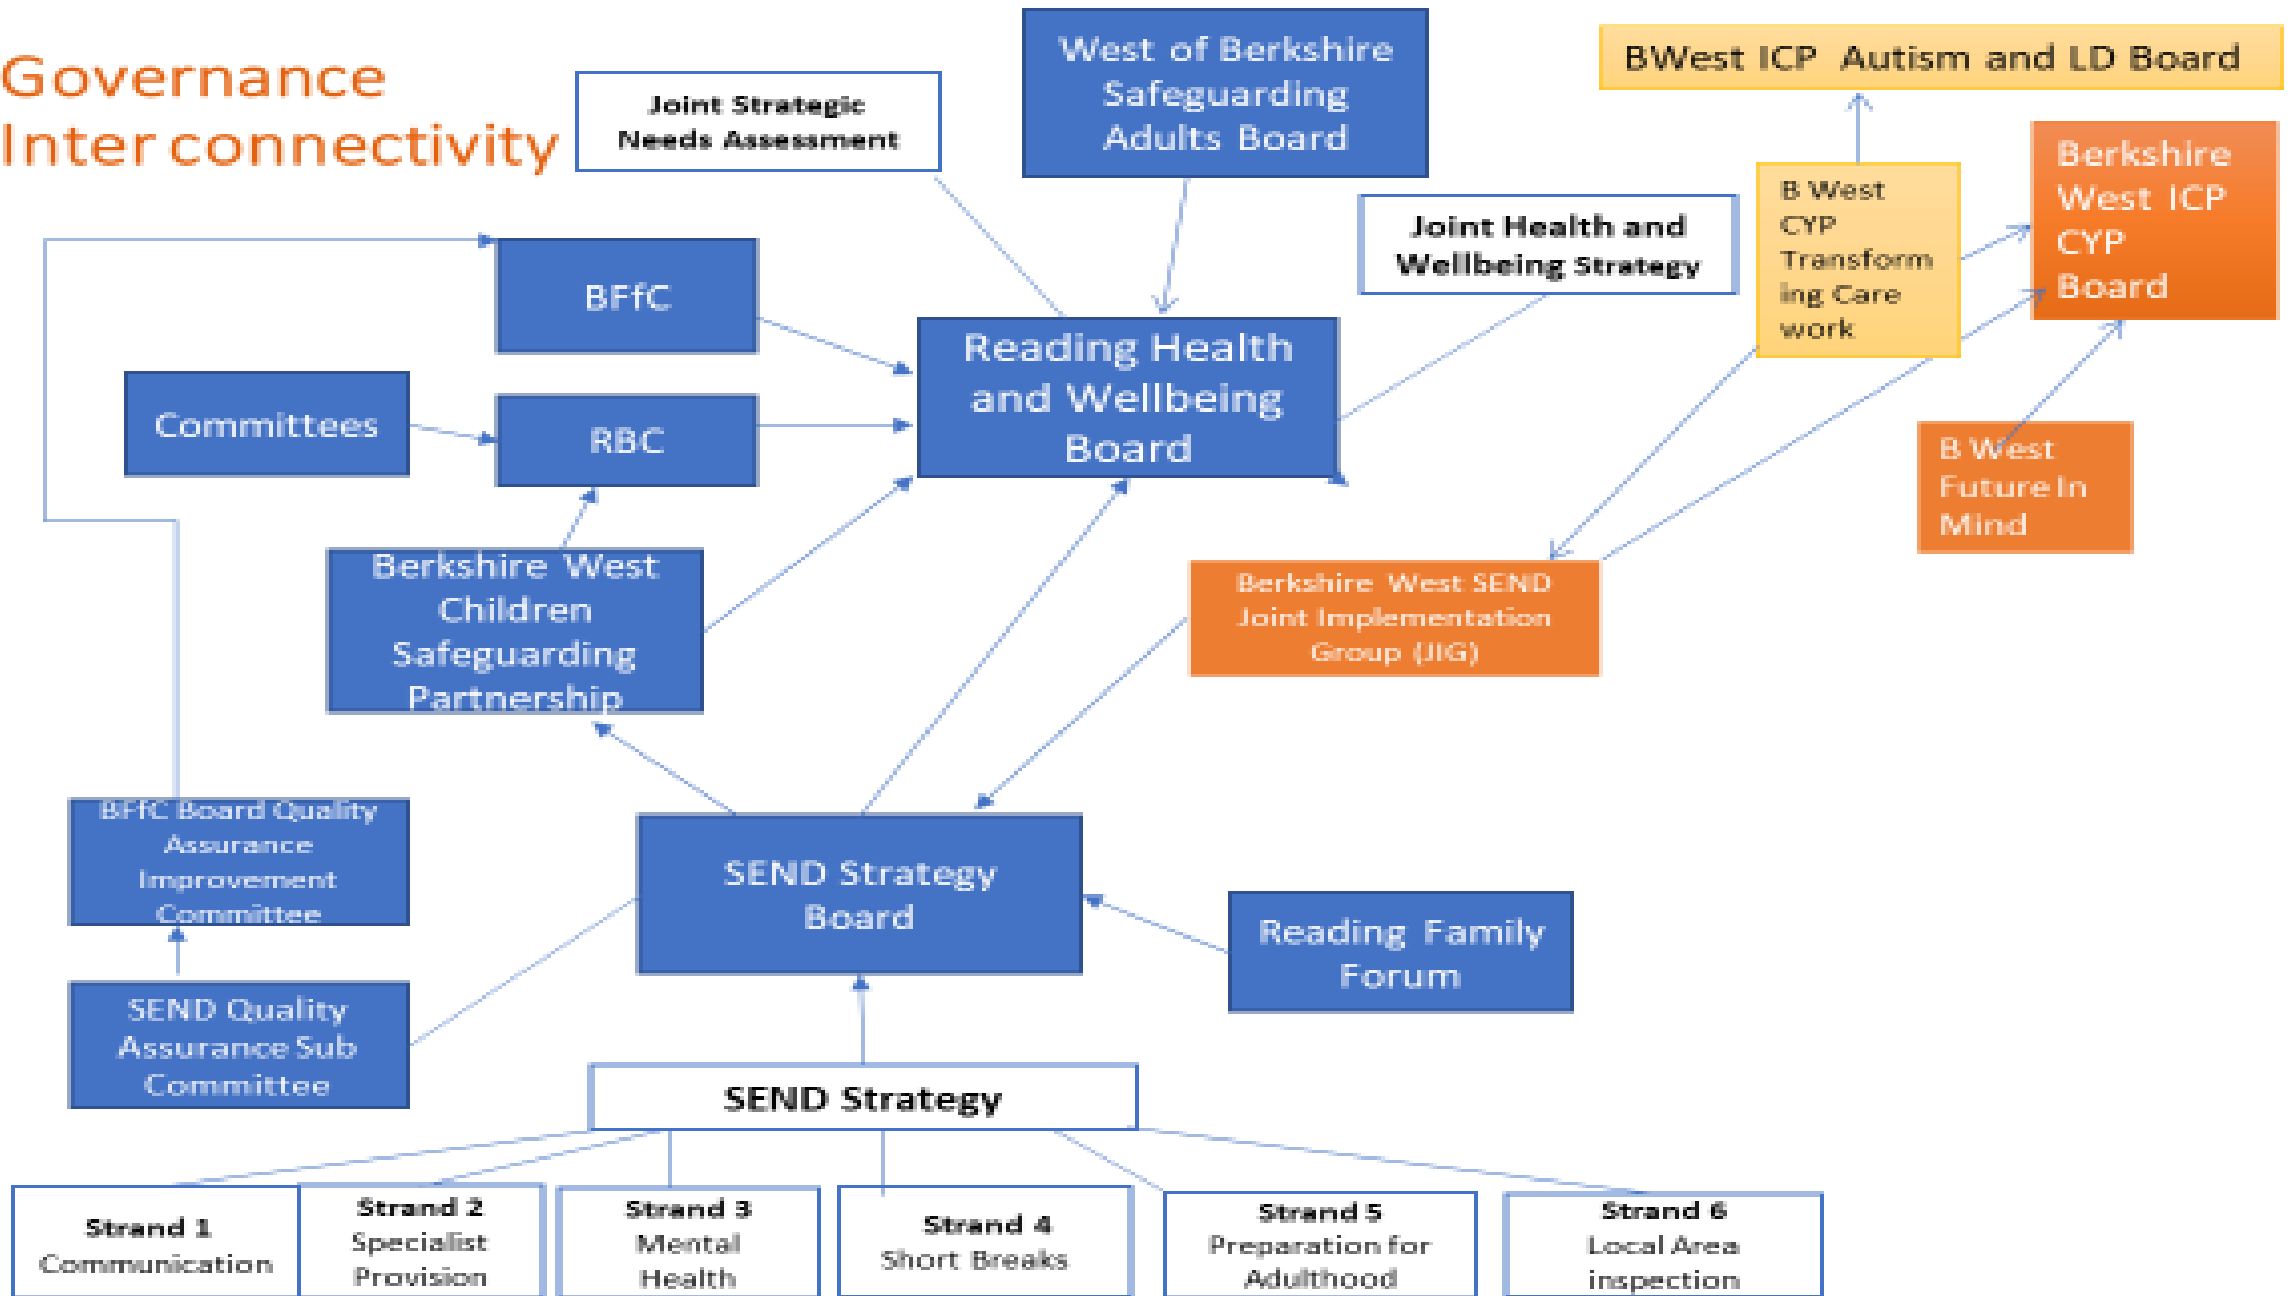 Governance
Inter connectivity
Joint Strategic
Needs Assessment
West of Berkshire
Safeguarding
Adults Board
BWest ICP Autism and LD Board
Joint Health and
Wellbeing Strategy
B West
CYP
Transform
ing Care
work
Berkshire
West ICP
CYP
Board
BFfC
Reading Health
and Wellbeing
Board
Committees
RBC
B West
Future In
Mind
Berkshire West
Children
Safeguarding
Partnership
Berkshire West SEND
Joint Implementation
Group (JIG)
BFfC Board Quality
Assurance
Improvement
Committee
SEND Strategy
Board
Reading Family
Forum
SEND Quality
Assurance Sub
Committee
SEND Strategy
Strand 1
Communication
Strand 2
Specialist
Provision
Strand 3
Mental
Health
Strand 4
Short Breaks
Strand 5
Preparation for
Adulthood
Strand 6
Local Area
inspection